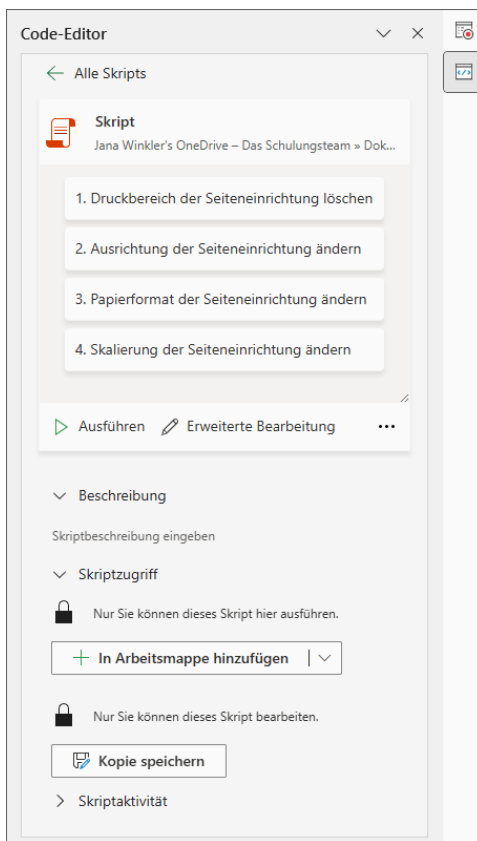 Code-Editor
Alle Skripts
Skript
Jana Winkler's OneDrive – Das Schulungsteam » Dok...
1. Druckbereich der Seiteneinrichtung löschen
2. Ausrichtung der Seiteneinrichtung ändern
3. Papierformat der Seiteneinrichtung ändern
4. Skalierung der Seiteneinrichtung ändern
Ausführen Erweiterte Bearbeitung ...
Beschreibung
Skriptbeschreibung eingeben
Skriptzugriff
Nur Sie können dieses Skript hier ausführen.
In Arbeitsmappe hinzufügen
Nur Sie können dieses Skript bearbeiten.
Kopie speichern
Skriptaktivität